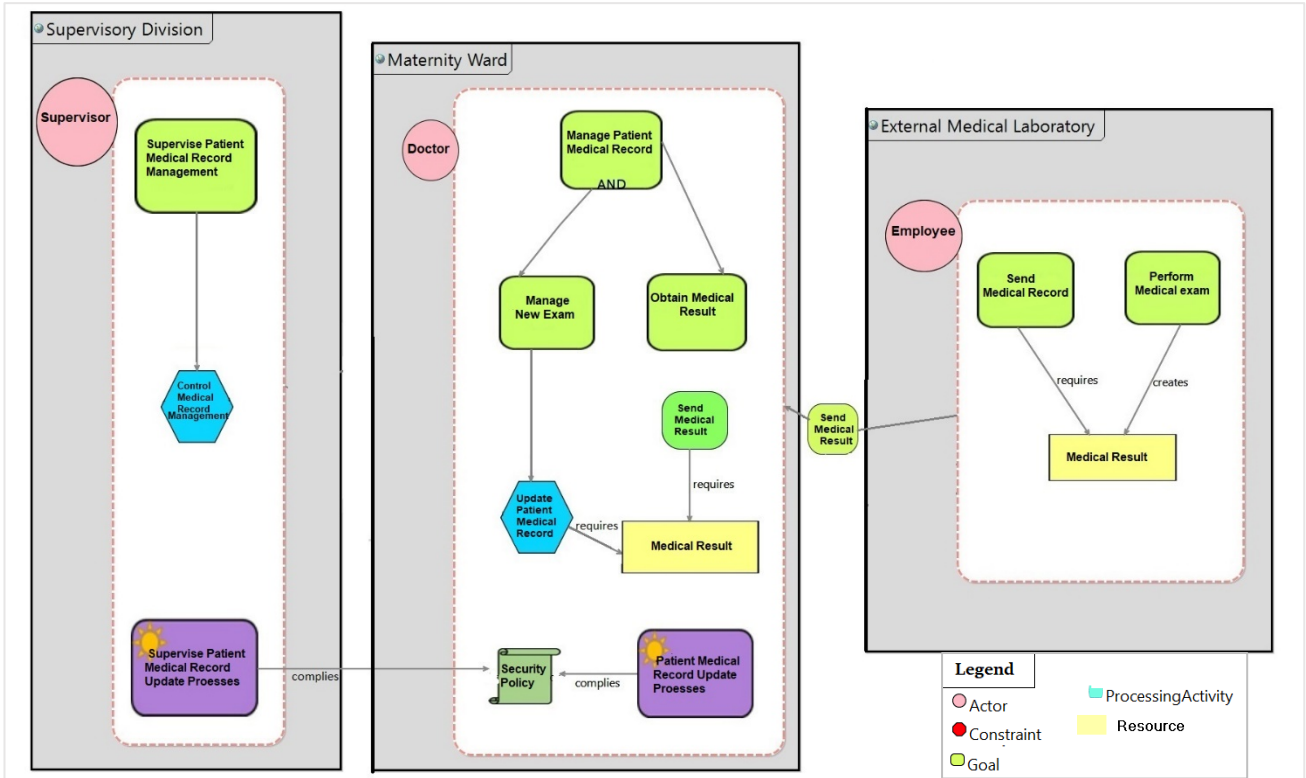 Supervisory Division
Supervisor
Supervise Patient
Medical Record
Management
Control
Medical
Record
Management
Supervise Patient
Medical Record
Update Proesses
complies
Maternity Ward
Doctor
Manage Patient
Medical Record
AND
Manage
New Exam
Obtain Medical
Result
Send
Medical
Result
requires
Update
Patient
Medical
Record
requires
Medical Result
Security
Policy
complies
Patient Medical
Record Update
Proesses
Send
Medical
Result
External Medical Laboratory
Employee
Send
Medical Record
Perform
Medical exam
requires
creates
Medical Result
Legend
Actor
Constraint
Goal
ProcessingActivity
Resource